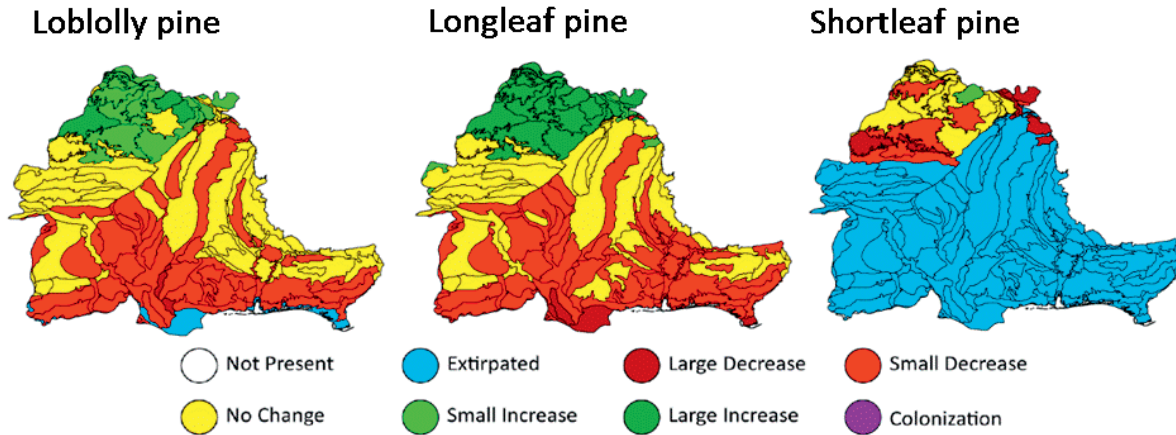 Loblolly pine Longleaf pine Shortleaf pine
Not Present Extirpated Large Decrease Small Decrease
No Change Small Increase Large Increase Colonization